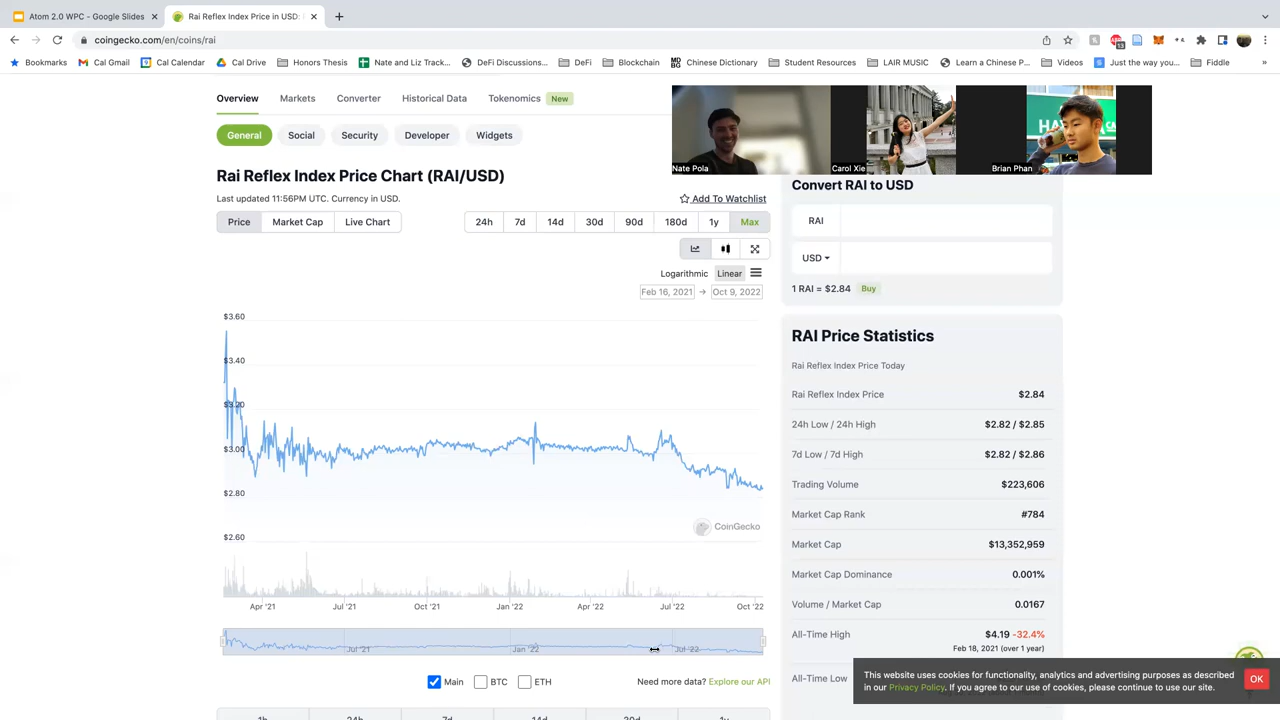 Atom 2.0 WPC - Google Slides
Rai Reflex Index Price in USD:
coingecko.com/en/coins/rai
53
Bookmarks Cal Gmail Cal Calendar Cal Drive Honors Thesis Nate and Liz Track... DeFi Discussions... DeFi Blockchain Chinese Dictionary Student Resources LAIR MUSIC Learn a Chinese P... Videos Just the way you... Fiddle »
Overview Markets Converter Historical Data Tokenomics New
General Social Security Developer Widgets
Nate Pola Carol Xie Brian Phan
Rai Reflex Index Price Chart (RAI/USD)
Last updated 11:56PM UTC. Currency in USD.
Add To Watchlist
Price Market Cap Live Chart
24h 7d 14d 30d 90d 180d 1y Max
Logarithmic Linear
Feb 16, 2021 → Oct 9, 2022
$3.60
$3.40
$3.20
$3.00
$2.80
$2.60
CoinGecko
Apr '21 Jul '21 Oct '21 Jan '22 Apr '22 Jul '22 Oct '22
Jul '21 Jan '22 Jul '22
Main BTC ETH
Need more data? Explore our API
1h 24h 7d 14d 30d 1y
Convert RAI to USD
RAI
USD
1 RAI = $2.84 Buy
RAI Price Statistics
Rai Reflex Index Price Today
Rai Reflex Index Price $2.84
24h Low / 24h High $2.82 / $2.85
7d Low / 7d High $2.82 / $2.86
Trading Volume $223,606
Market Cap Rank #784
Market Cap $13,352,959
Market Cap Dominance 0.001%
Volume / Market Cap 0.0167
All-Time High $4.19 -32.4%
Feb 18, 2021 (over 1 year)
All-Time Low
This website uses cookies for functionality, analytics and advertising purposes as described
in our Privacy Policy. If you agree to our use of cookies, please continue to use our site.
OK